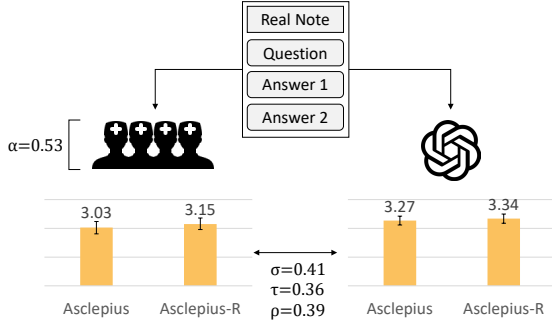 Real Note
Question
Answer 1
Answer 2
α=0.53
3.03
3.15
Asclepius
Asclepius-R
σ=0.41
τ=0.36
ρ=0.39
3.27
3.34
Asclepius
Asclepius-R